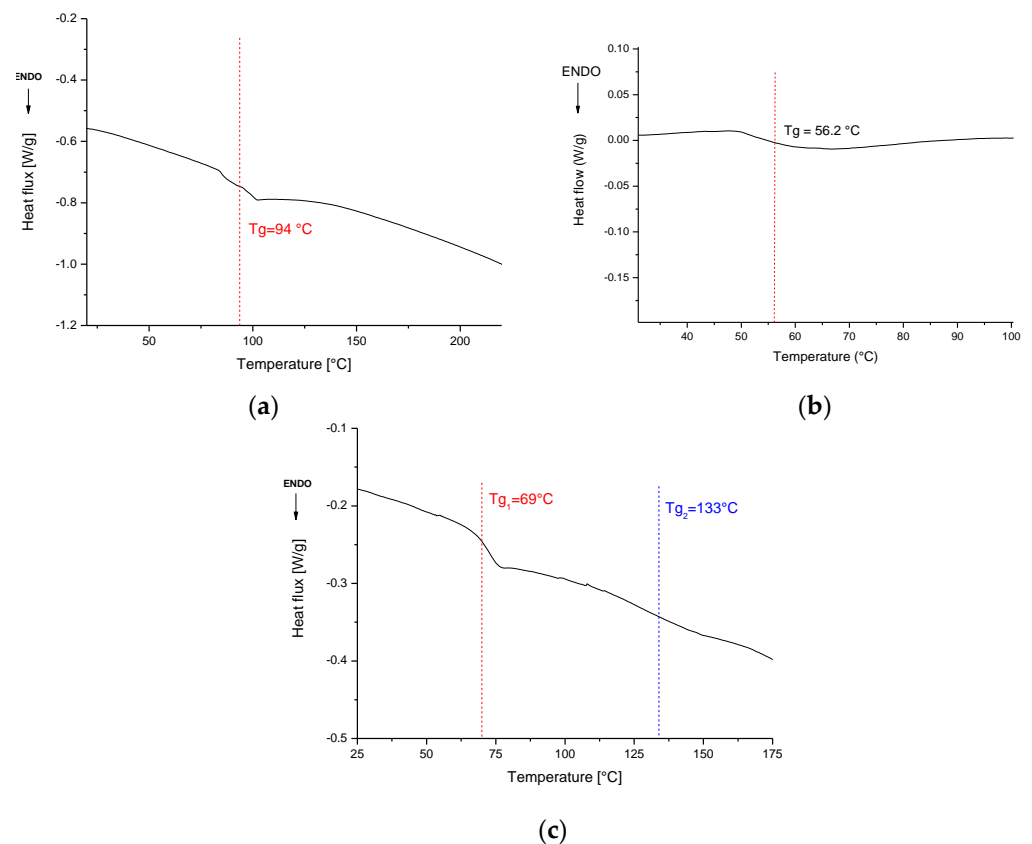 -0.2
-0.4
-0.6
-0.8
-1.0
-1.2
ENDO
Heat flux [W/g]
Tg=94 °C
50
100
150
200
Temperature [°C]
(a)
0.10
0.05
0.00
-0.05
-0.10
-0.15
ENDO
Heat flow (W/g)
Tg = 56.2 °C
40
50
60
70
80
90
100
Temperature (°C)
(b)
-0.1
-0.2
-0.3
-0.4
-0.5
ENDO
Heat flux [W/g]
Tg₁=69°C
Tg₂=133°C
25
50
75
100
125
150
175
Temperature [°C]
(c)